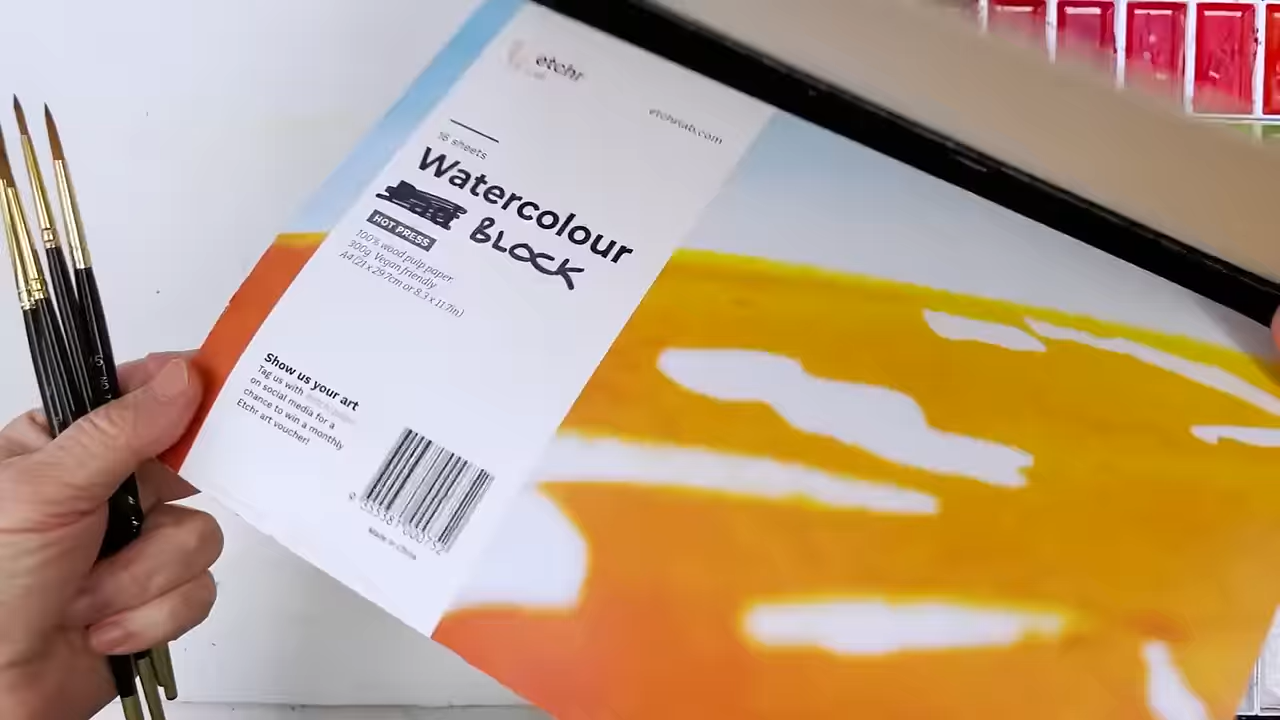 etchr
etchrlab.com
16 sheets
Watercolour
BLOCK
HOT PRESS
100% wood pulp paper.
300g Vegan friendly
A4 (21 x 29.7cm or 8.3 x 11.7in)
Show us your art
Tag us with
on social media for a
chance to win a monthly
Etchr art voucher!
Made in China